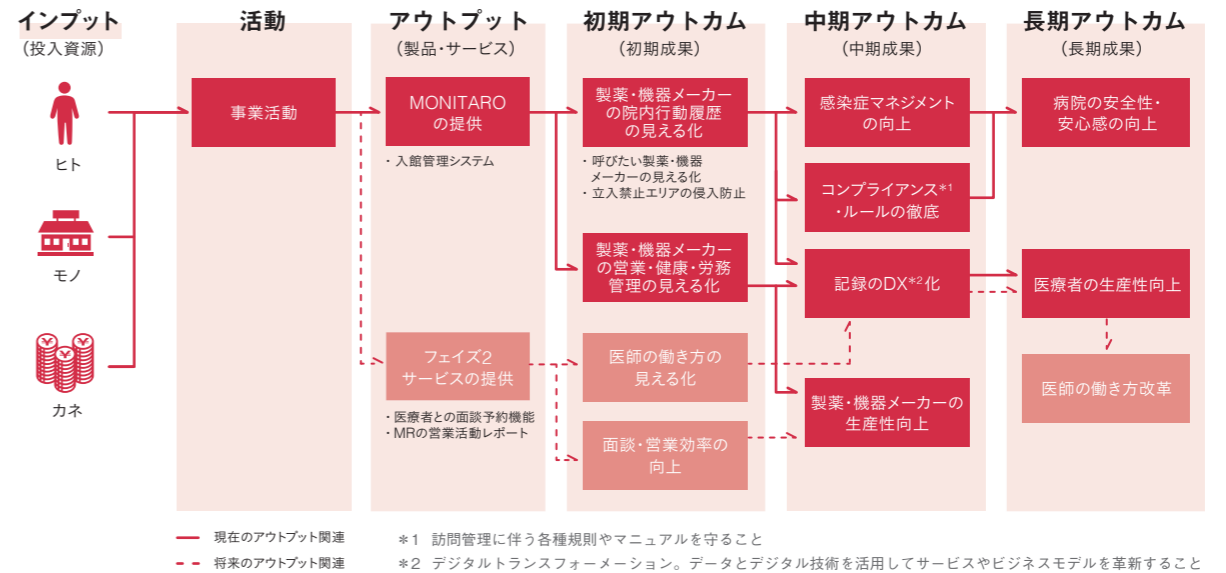 インプット
（投入資源）
ヒト
モノ
カネ
活動
事業活動
アウトプット
（製品・サービス）
MONITARO
の提供
・入館管理システム
フェイズ2
サービスの提供
・医療者との面談予約機能
・MRの営業活動レポート
初期アウトカム
（初期成果）
製薬・機器メーカー
の院内行動履歴
の見える化
・呼びたい製薬・機器
メーカーの見える化
・立入禁止エリアの侵入防止
製薬・機器メーカー
の営業・健康・労務
管理の見える化
医師の働き方の
見える化
面談・営業効率の
向上
中期アウトカム
（中期成果）
感染症マネジメント
の向上
コンプライアンス＊1
・ルールの徹底
記録のDX＊2化
製薬・機器メーカーの
生産性向上
長期アウトカム
（長期成果）
病院の安全性・
安心感の向上
医療者の生産性向上
医師の働き方改革
現在のアウトプット関連
将来のアウトプット関連
＊1 訪問管理に伴う各種規則やマニュアルを守ること
＊2 デジタルトランスフォーメーション。データとデジタル技術を活用してサービスやビジネスモデルを革新すること